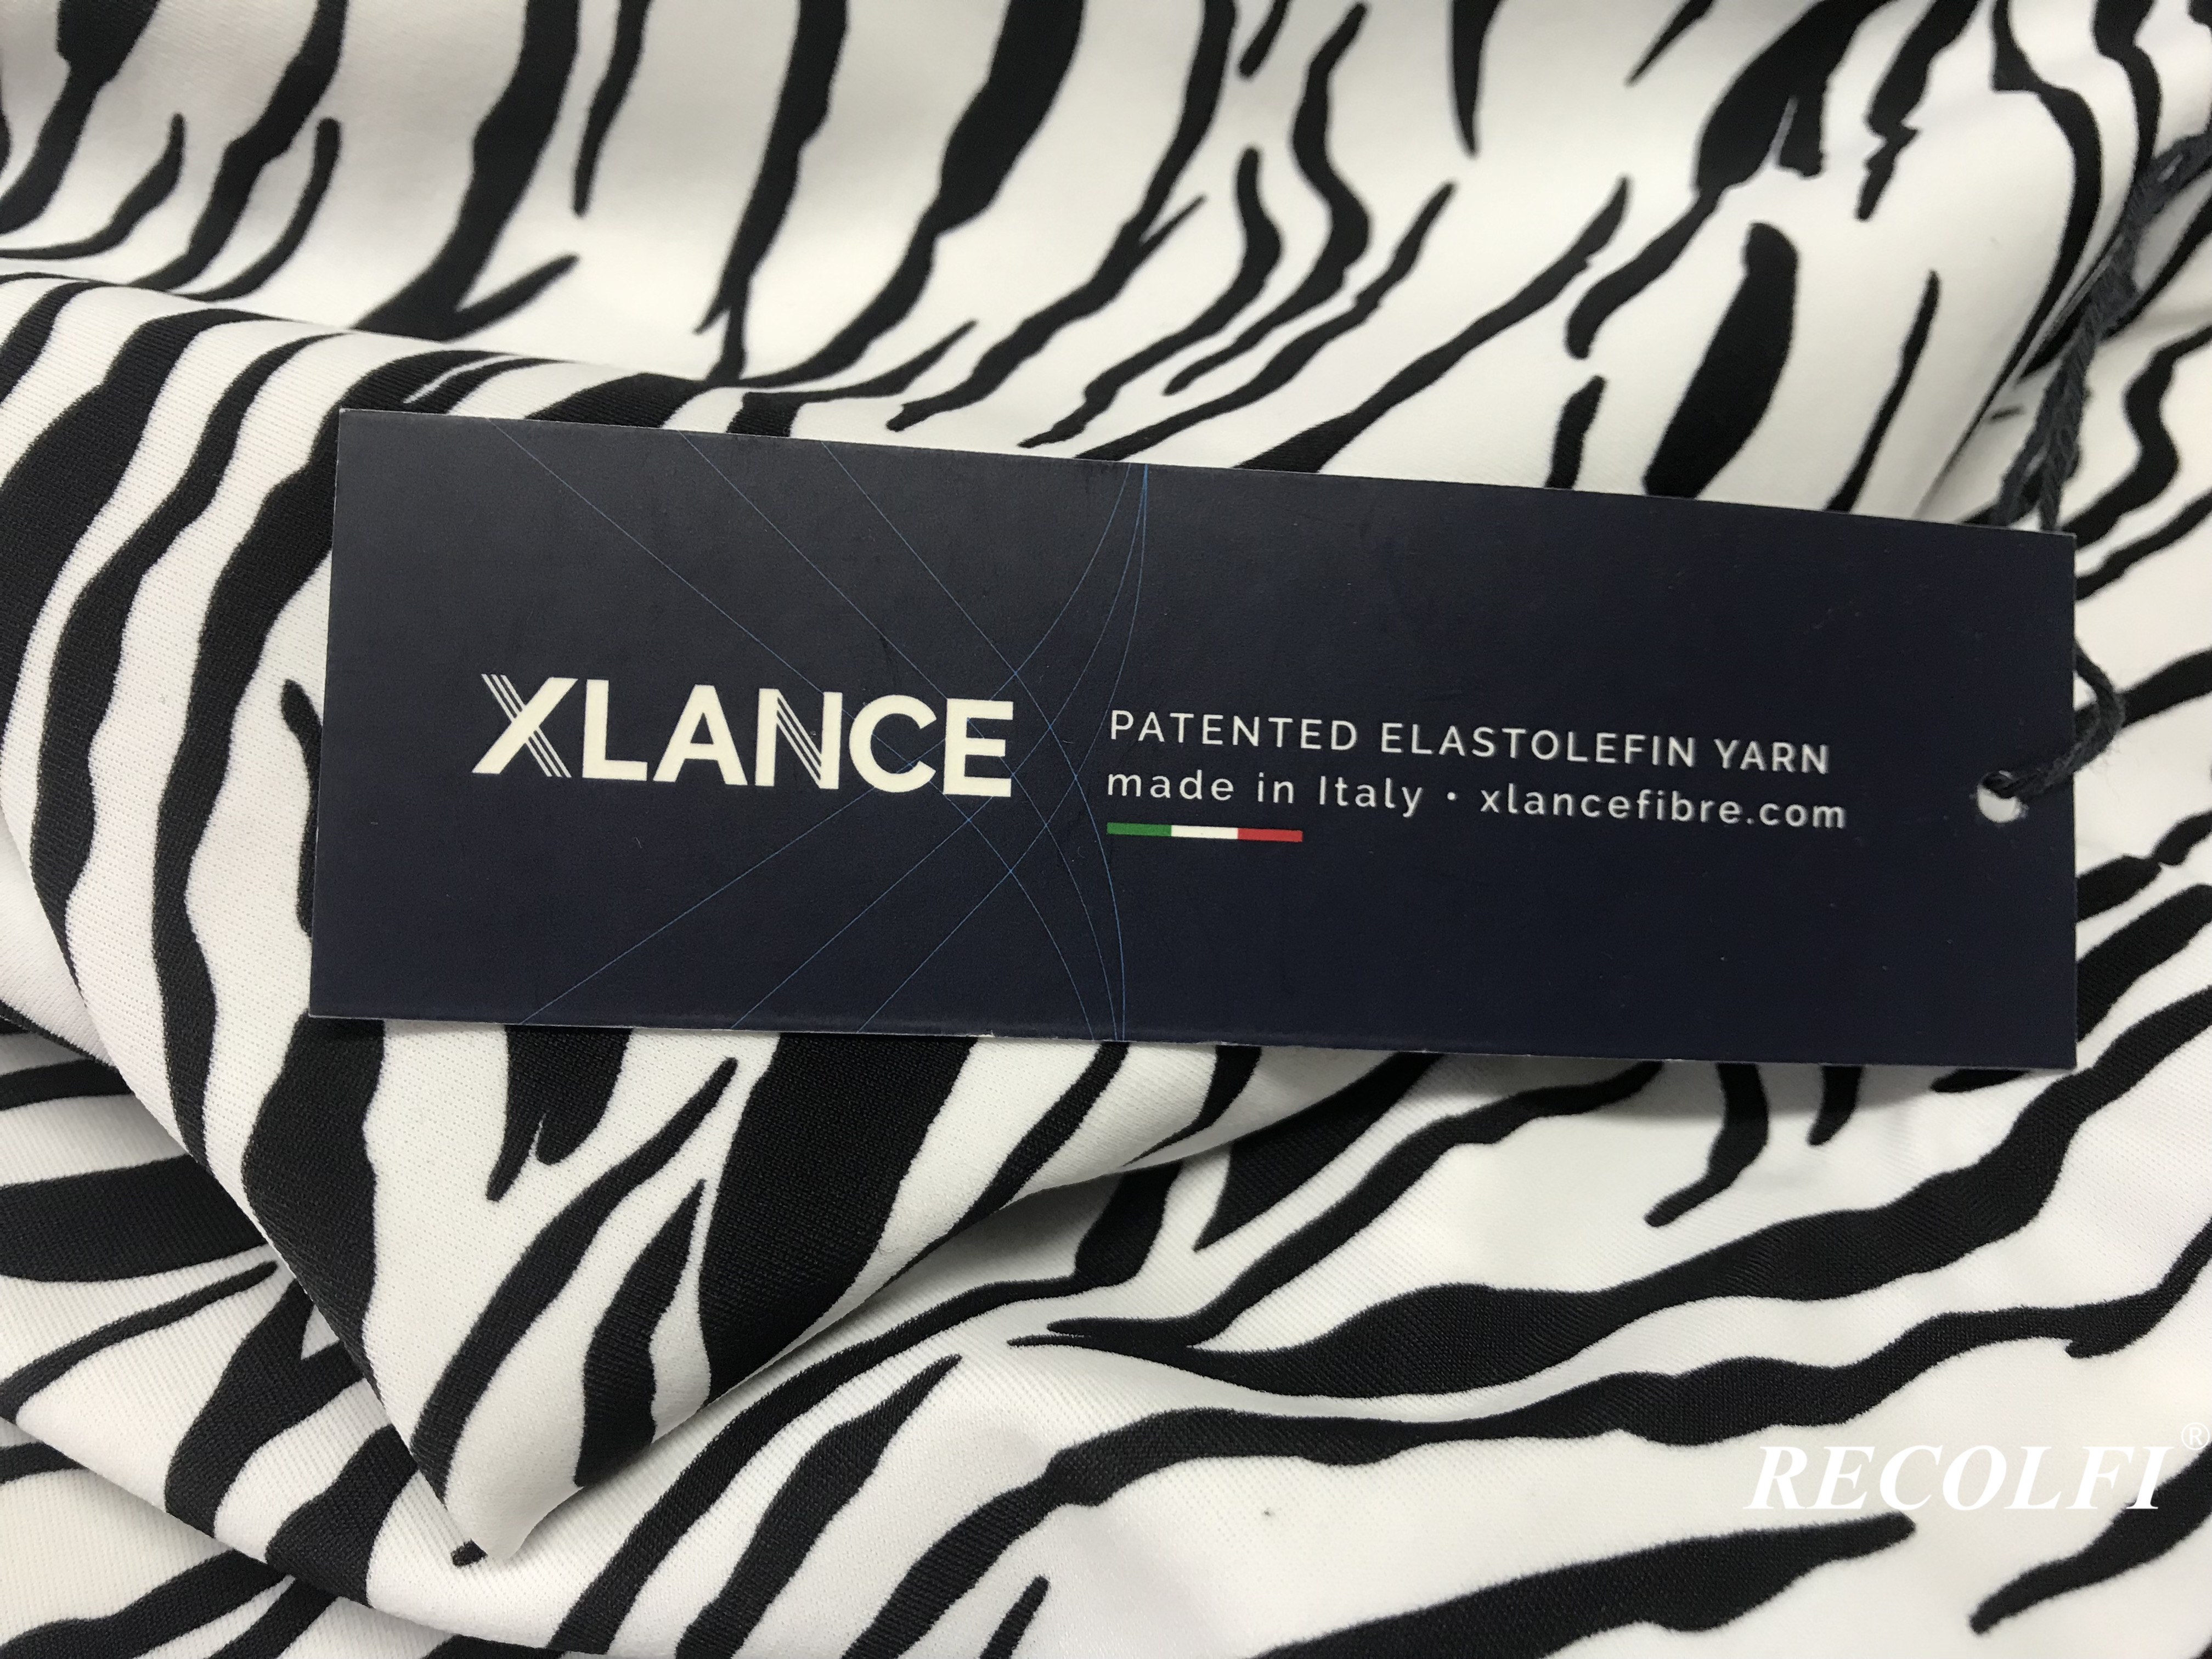 XLANCE
PATENTED ELASTOLEFIN YARN
made in Italy • xlancefibre.com
RECOLFI®